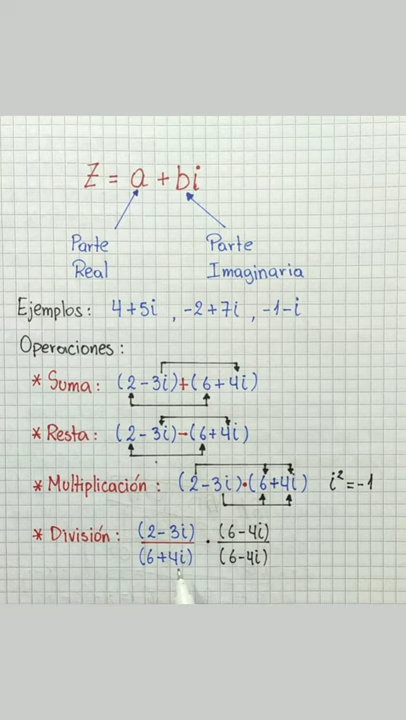 Z = a + bi
Parte Real
Parte Imaginaria
Ejemplos: 4+5i , -2+7i , -1-i
Operaciones:
* Suma: (2-3i)+(6+4i)
* Resta: (2-3i)-(6+4i)
* Multiplicación: (2-3i)•(6+4i) i²=-1
* División: (2-3i)/(6+4i) • (6-4i)/(6-4i)